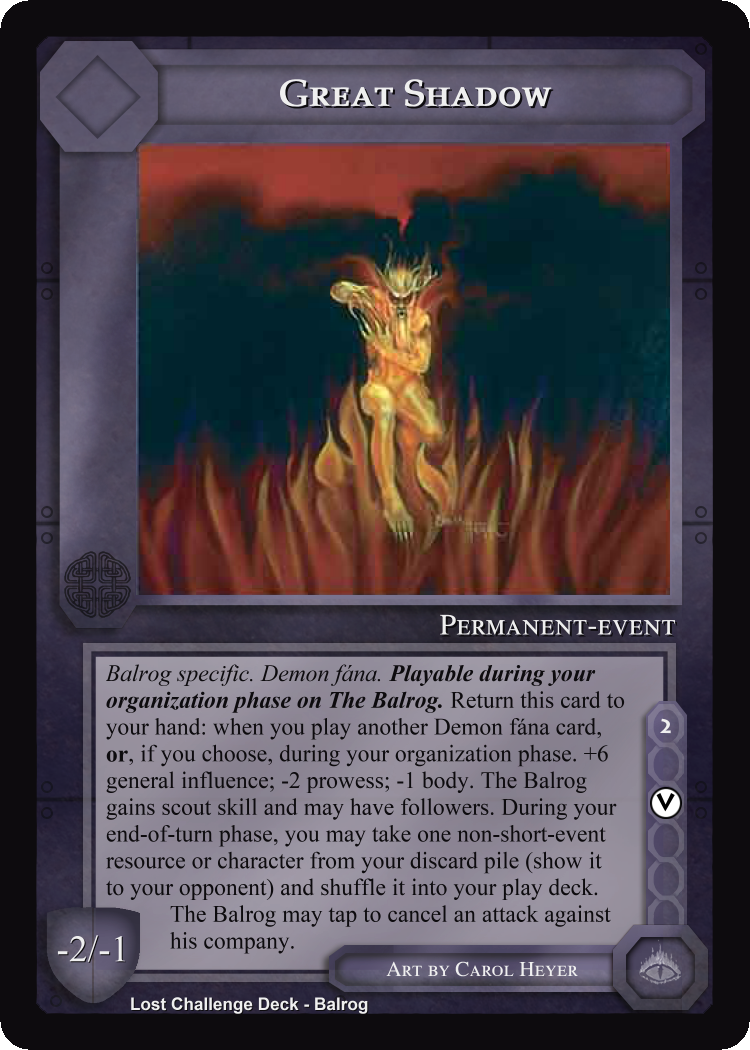 Great Shadow
Permanent-event
Balrog specific. Demon fána. Playable during your
organization phase on The Balrog. Return this card to
your hand: when you play another Demon fána card,
or, if you choose, during your organization phase. +6
general influence; -2 prowess; -1 body. The Balrog
gains scout skill and may have followers. During your
end-of-turn phase, you may take one non-short-event
resource or character from your discard pile (show it
to your opponent) and shuffle it into your play deck.
The Balrog may tap to cancel an attack against
his company.
2
V
-2/-1
Art by Carol Heyer
Lost Challenge Deck - Balrog